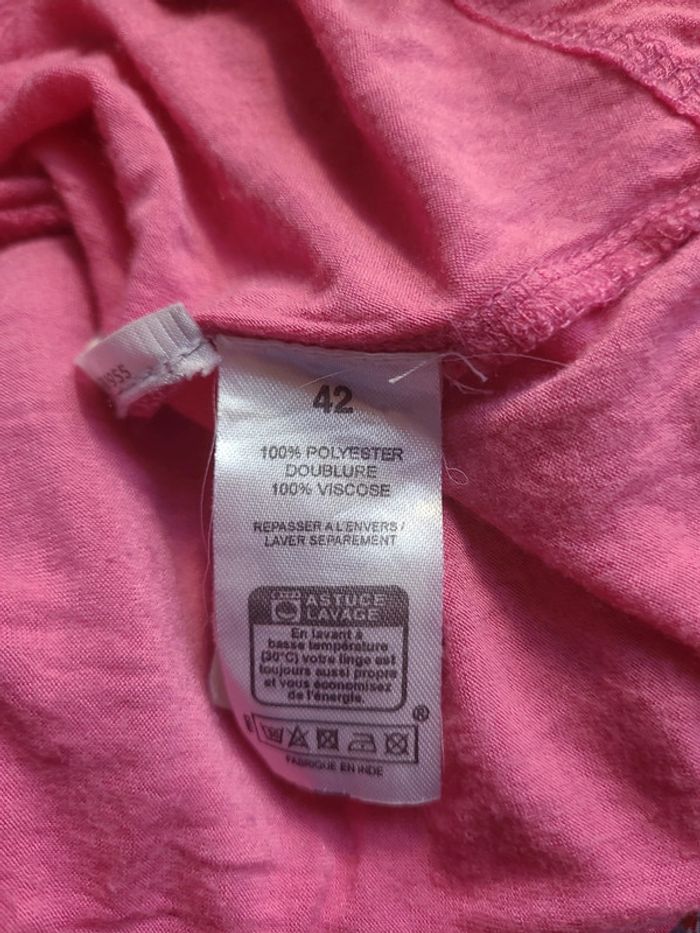 42
100% POLYESTER
DOUBLURE
100% VISCOSE
REPASSER A L'ENVERS /
LAVER SEPAREMENT
ASTUCE
LAVAGE
En lavant à
basse température
(30°C) votre linge est
toujours aussi propre
et vous économisez
de l'énergie.
®
30
FABRIQUE EN INDE